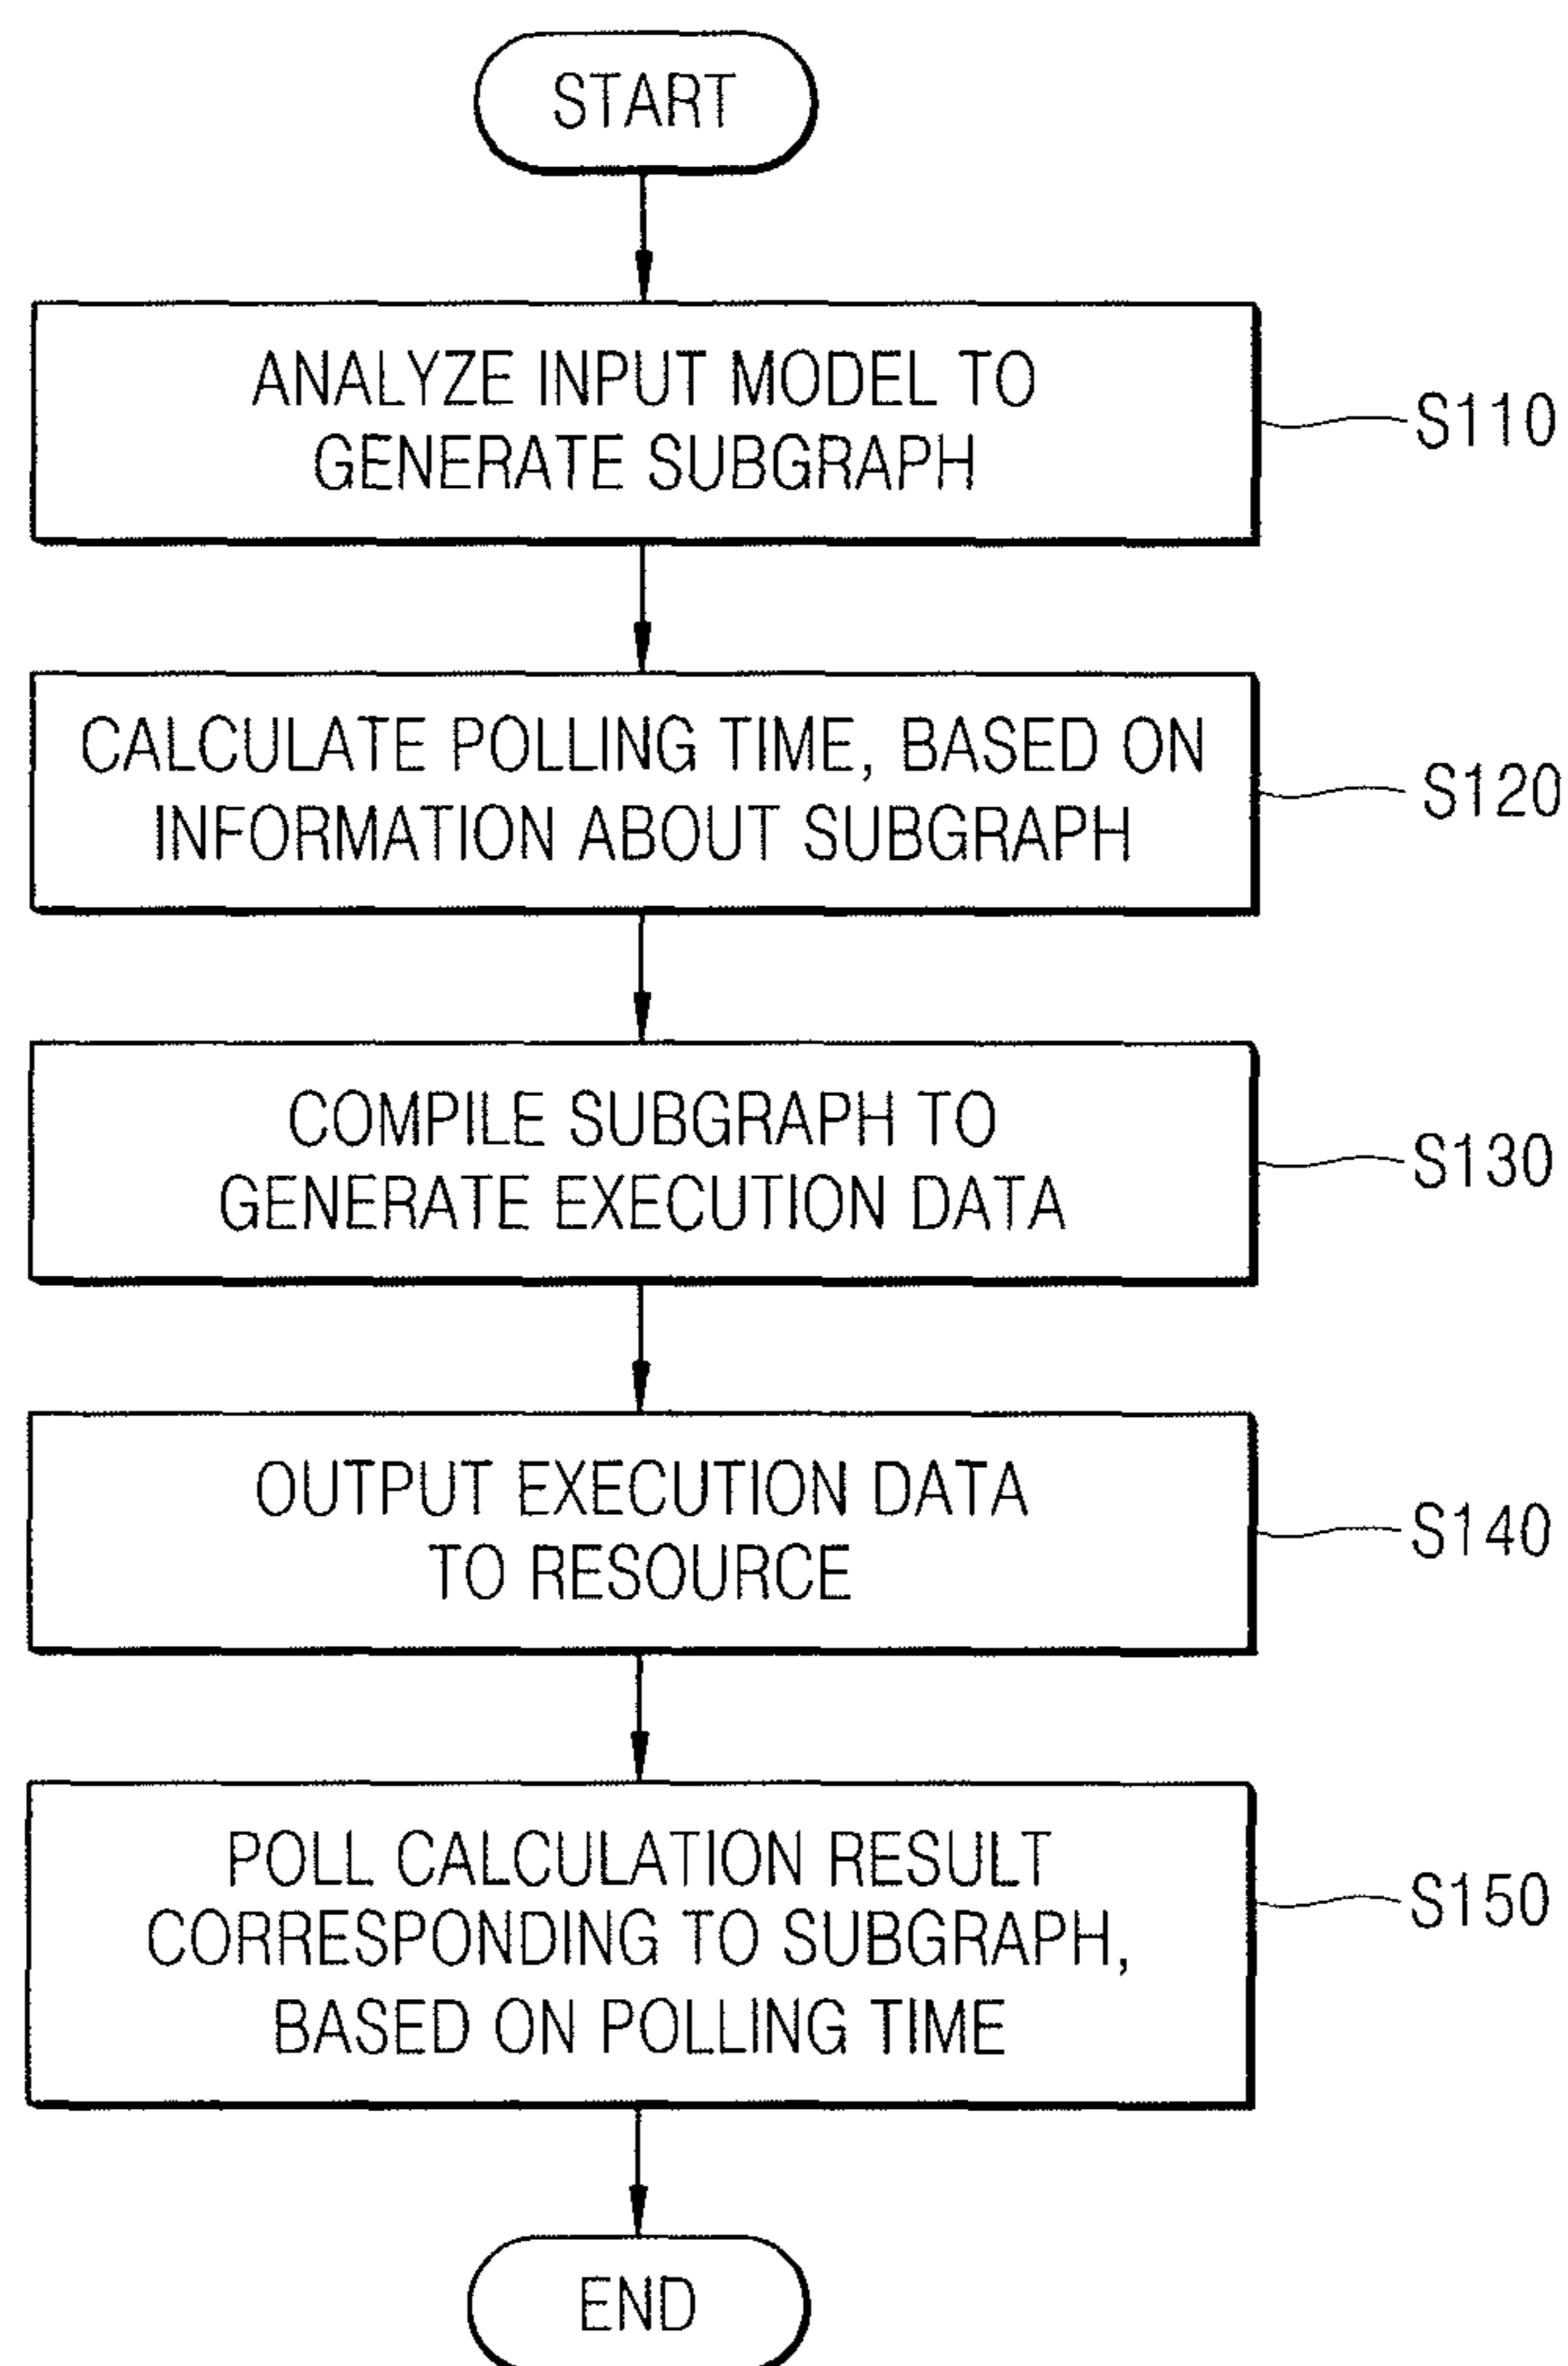 START
ANALYZE INPUT MODEL TO
GENERATE SUBGRAPH
S110
CALCULATE POLLING TIME, BASED ON
INFORMATION ABOUT SUBGRAPH
S120
COMPILE SUBGRAPH TO
GENERATE EXECUTION DATA
S130
OUTPUT EXECUTION DATA
TO RESOURCE
S140
POLL CALCULATION RESULT
CORRESPONDING TO SUBGRAPH,
BASED ON POLLING TIME
S150
END